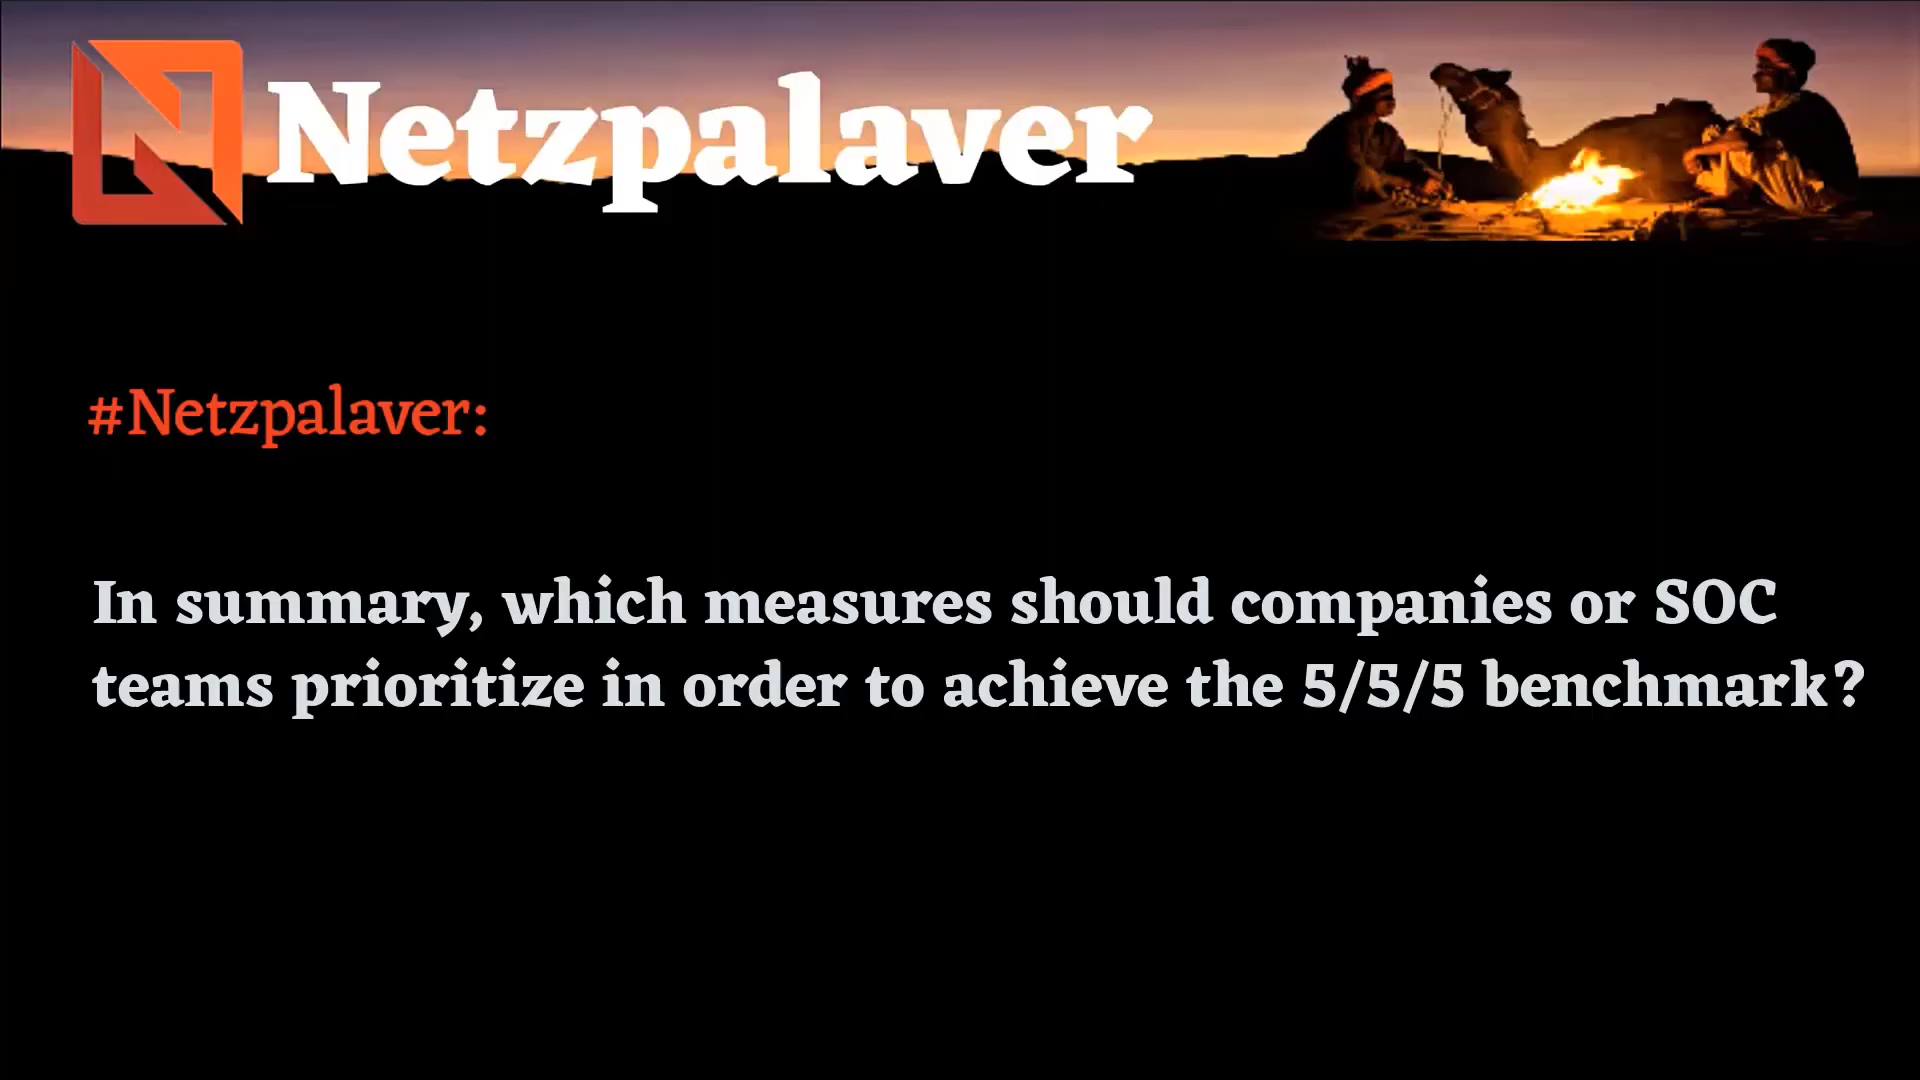 Netzpalaver
#Netzpalaver:
In summary, which measures should companies or SOC
teams prioritize in order to achieve the 5/5/5 benchmark?